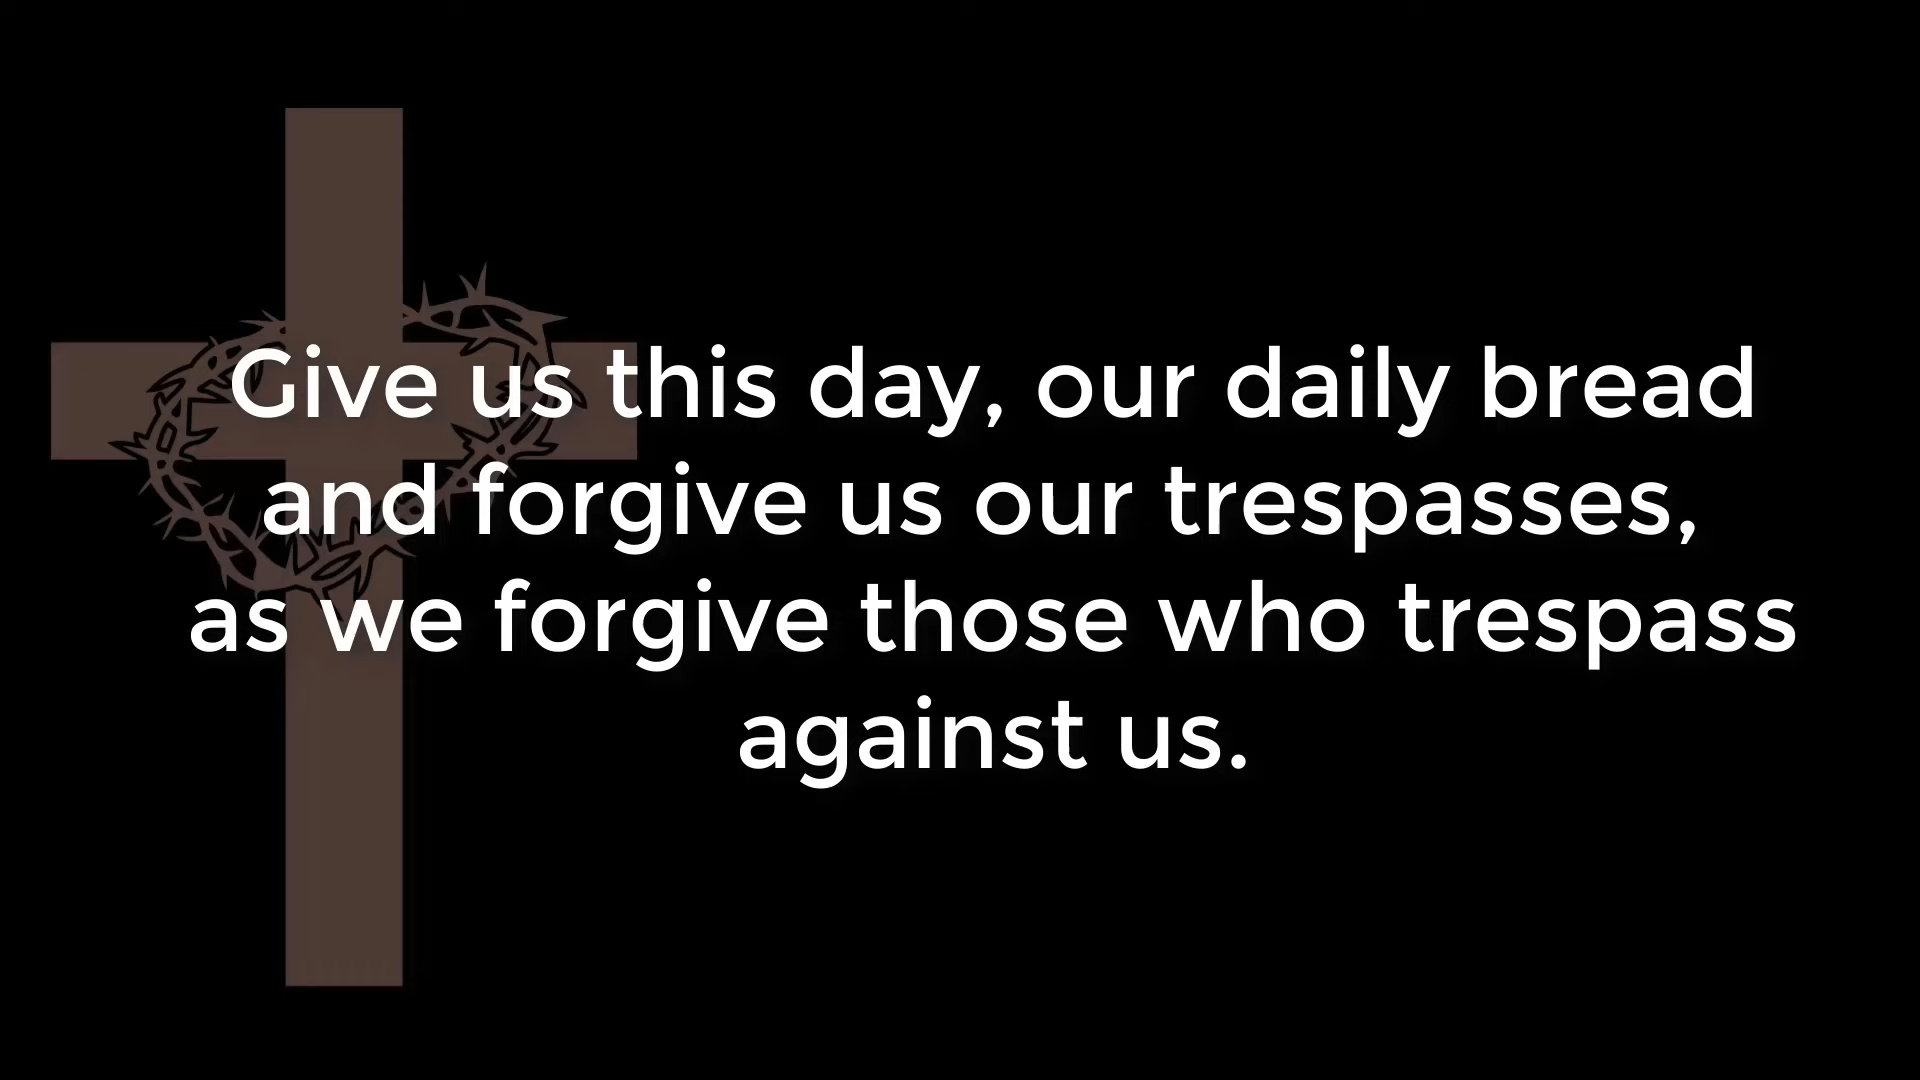 Give us this day, our daily bread
and forgive us our trespasses,
as we forgive those who trespass
against us.